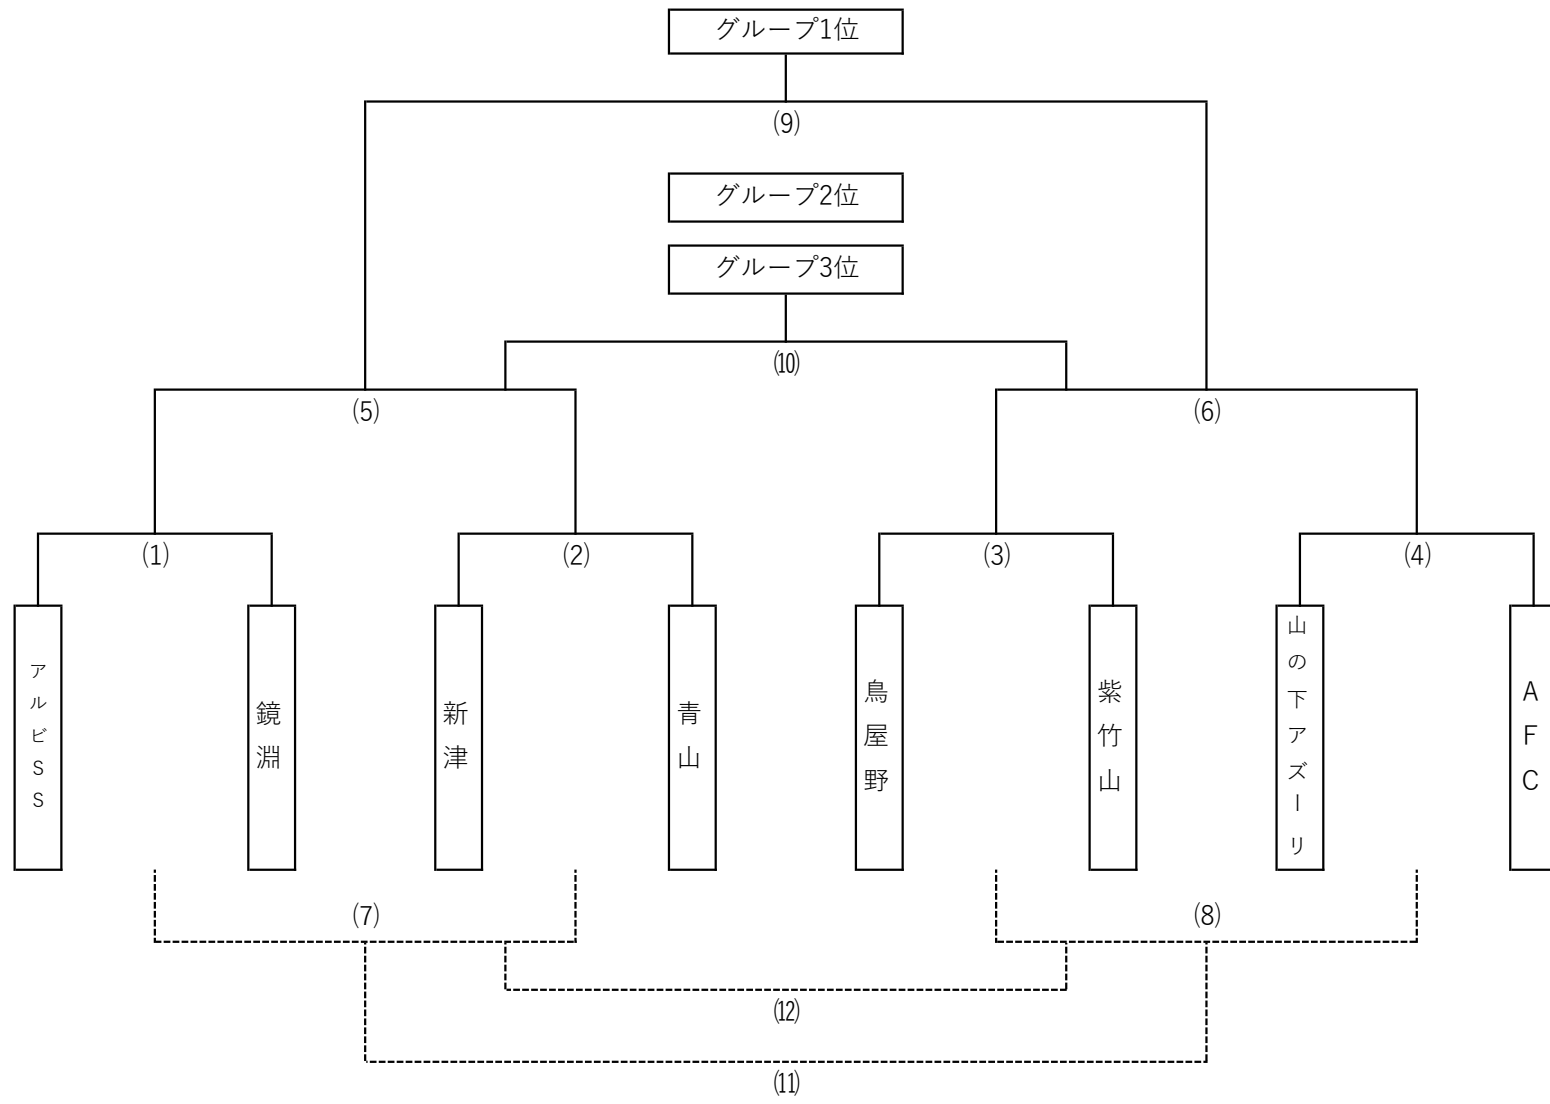 グループ1位
(9)
グループ2位
グループ3位
(10)
(5)
(6)
(1)
(2)
(3)
(4)
アルビSS
鏡淵
新津
青山
鳥屋野
紫竹山
山の下アズーリ
AFC
(7)
(8)
(12)
(11)